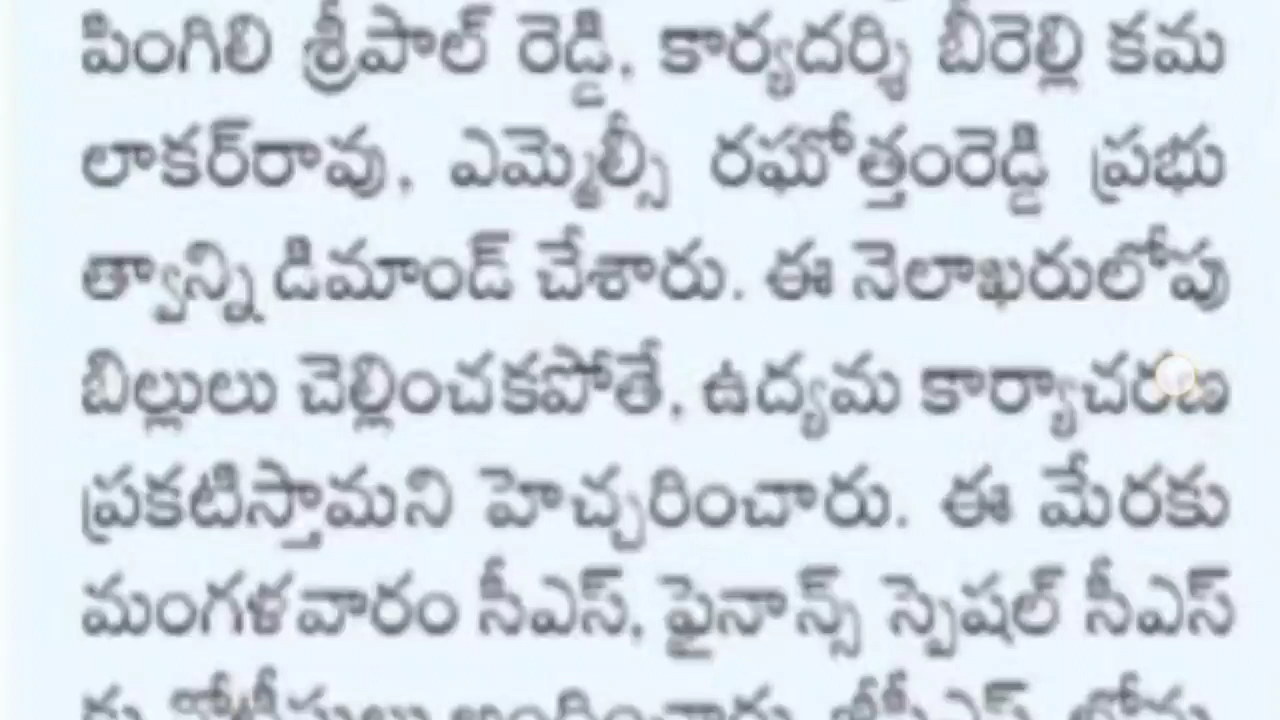 పింగిలి శ్రీపాల్ రెడ్డి, కార్యదర్శి బీరెల్లి కమ
లాకర్‌రావు, ఎమ్మెల్సీ రఘోత్తంరెడ్డి ప్రభు
త్వాన్ని డిమాండ్ చేశారు. ఈ నెలాఖరులోపు
బిల్లులు చెల్లించకపోతే, ఉద్యమ కార్యాచరణ
ప్రకటిస్తామని హెచ్చరించారు. ఈ మేరకు
మంగళవారం సీఎస్, ఫైనాన్స్ స్పెషల్ సీఎస్